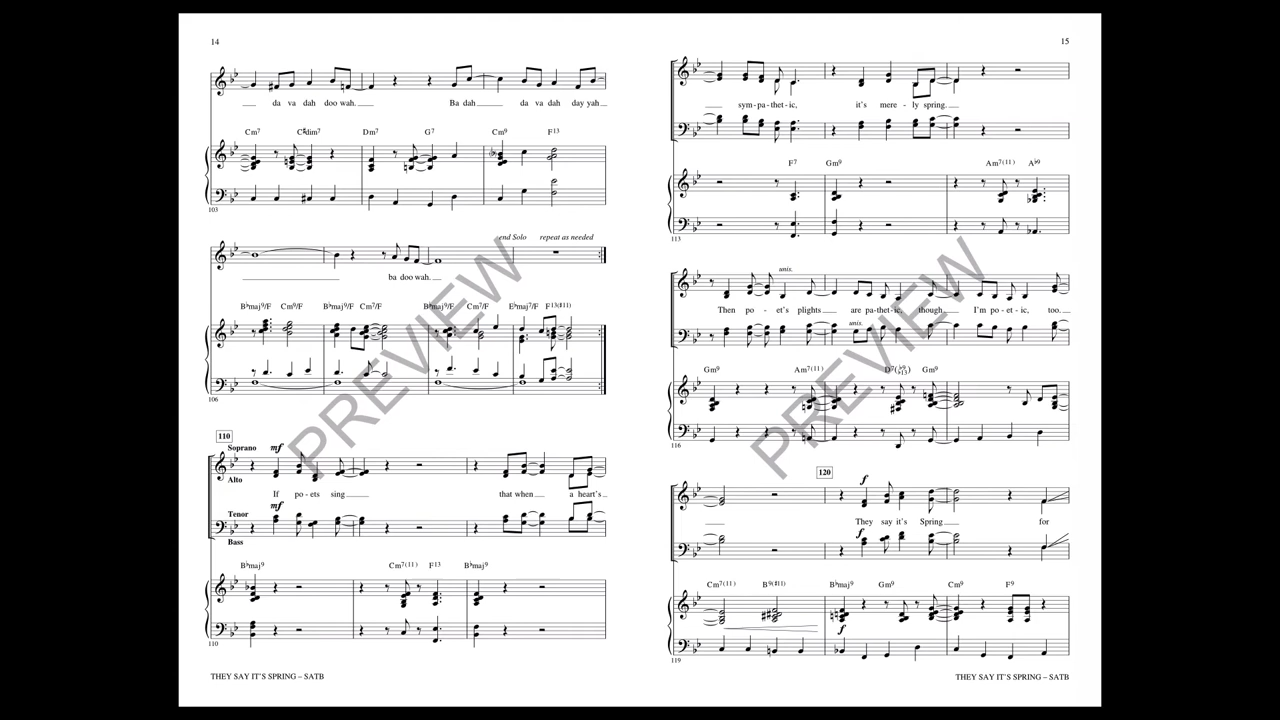 14
da va dah doo wah. Ba dah da va dah day yah
Cm7 C♯dim7 Dm7 G7 Cm9 F13
103
end Solo repeat as needed
ba doo wah.
B♭maj9/F Cm9/F B♭maj9/F Cm7/F B♭maj9/F Cm7/F E♭maj7/F F13(♯11)
106
110
Soprano mf
Alto
If po - ets sing that when a heart's
mf
Tenor
Bass
B♭maj9 Cm7(11) F13 B♭maj9
110
THEY SAY IT'S SPRING – SATB
15
sym - pa - thet - ic, it's mere - ly spring.
F7 Gm9 Am7(11) A♭9
113
unis.
Then po - et's plights are pa - thet - ic, though I'm po - et - ic, too.
unis.
Gm9 Am7(11) Gm9
116
120
f
They say it's Spring for
f
Cm7(11) B9(♯11) B♭maj9 Gm9 Cm9 F9
f
119
THEY SAY IT'S SPRING – SATB
PREVIEW
PREVIEW